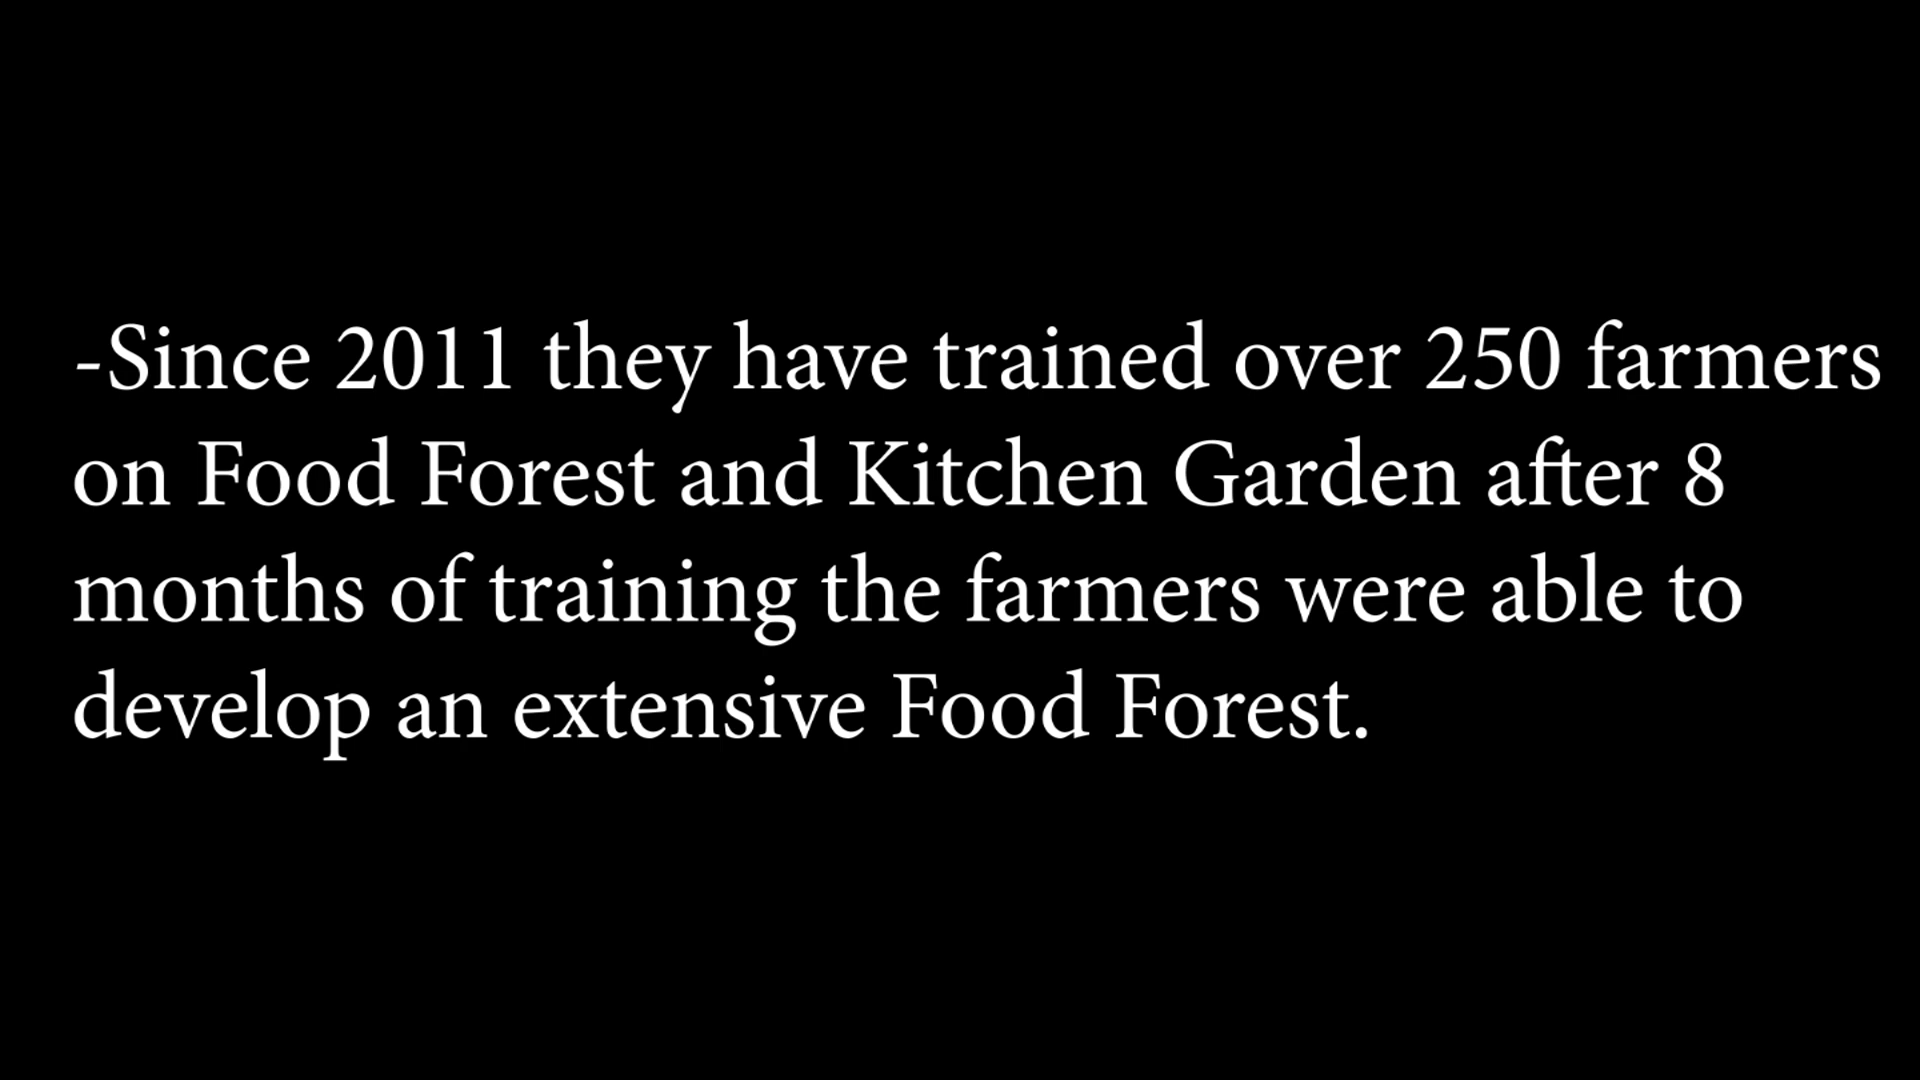 -Since 2011 they have trained over 250 farmers
on Food Forest and Kitchen Garden after 8
months of training the farmers were able to
develop an extensive Food Forest.